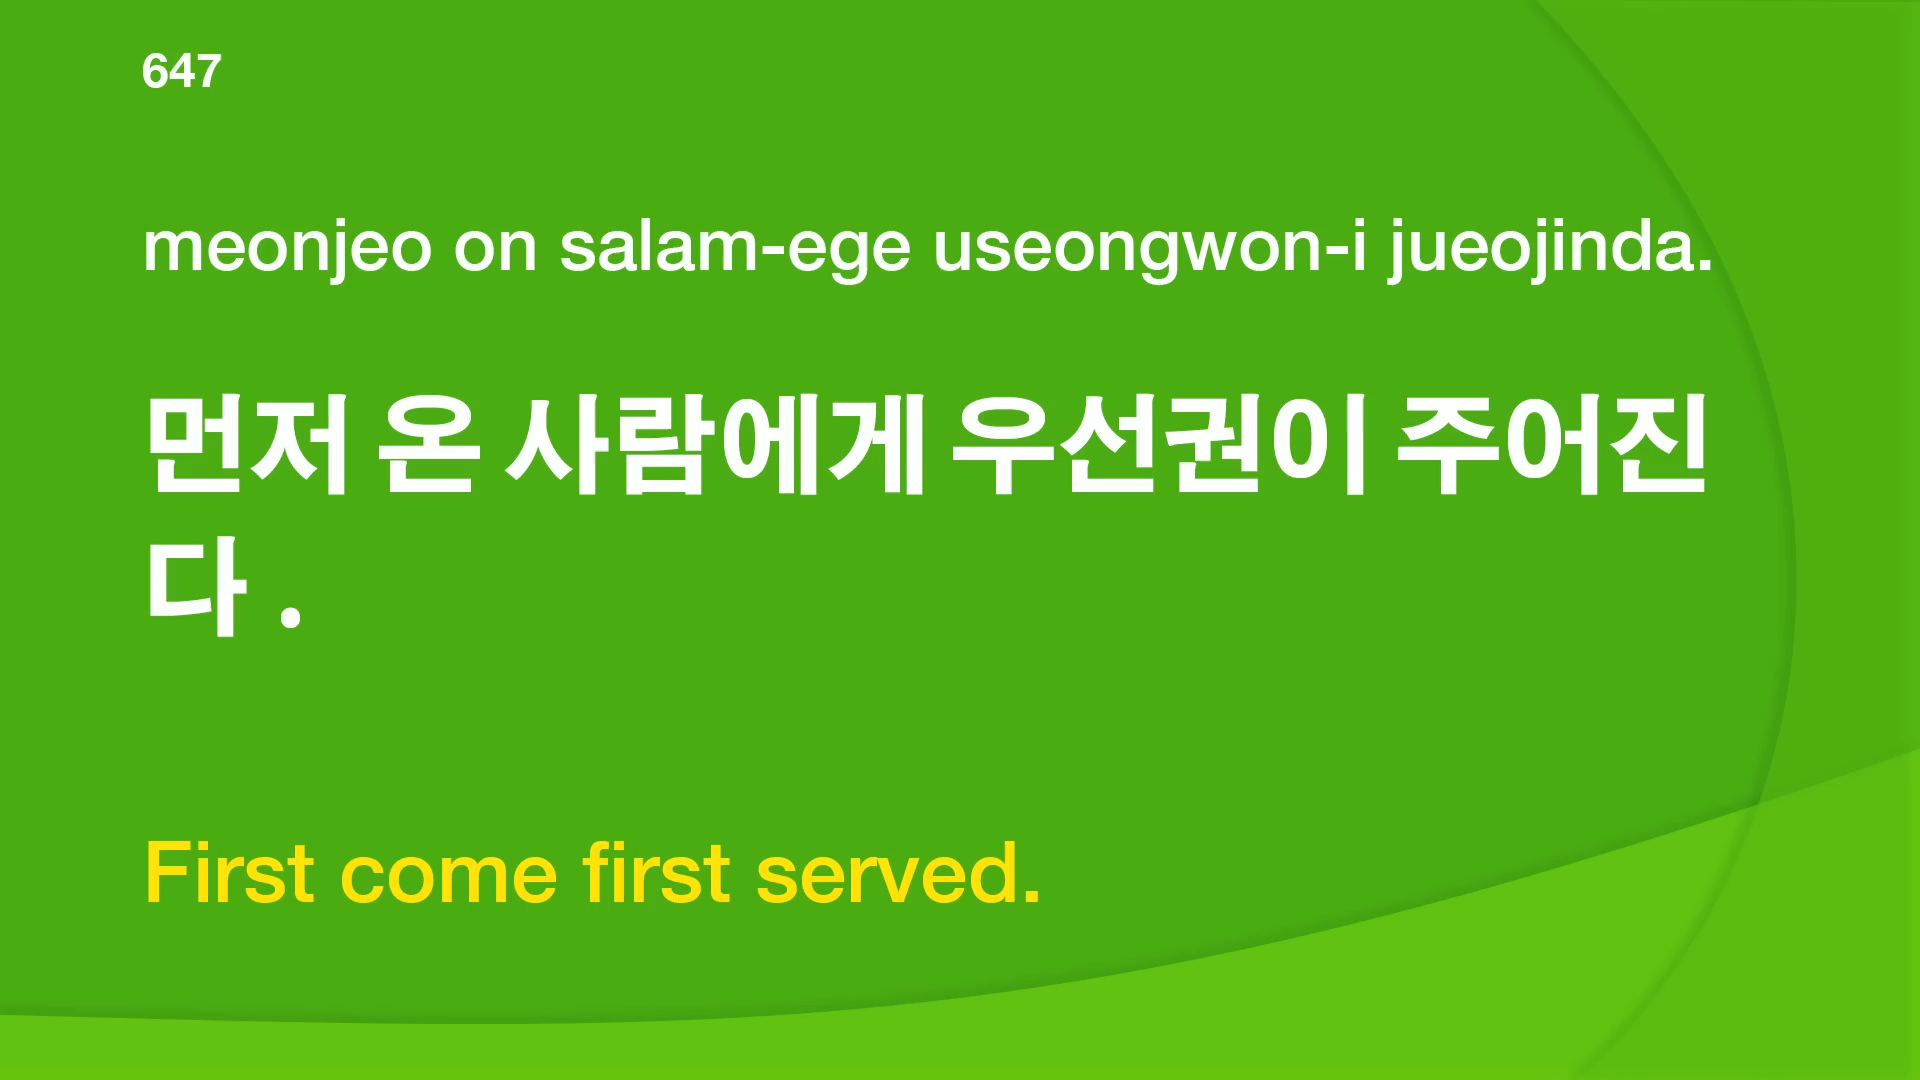 647
meonjeo on salam-ege useongwon-i jueojinda.
먼저 온 사람에게 우선권이 주어진
다 .
First come first served.